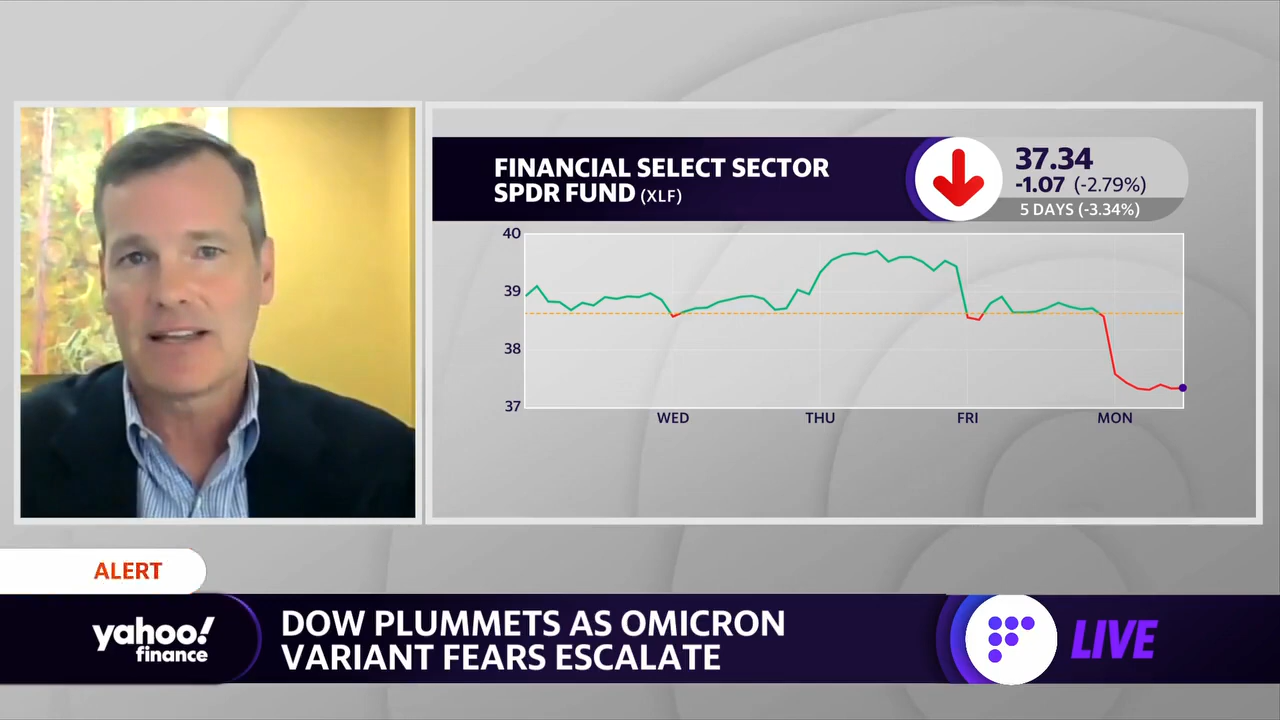 FINANCIAL SELECT SECTOR
SPDR FUND (XLF)
37.34
-1.07 (-2.79%)
5 DAYS (-3.34%)
40
39
38
37
WED THU FRI MON
ALERT
yahoo!
finance
DOW PLUMMETS AS OMICRON
VARIANT FEARS ESCALATE
LIVE